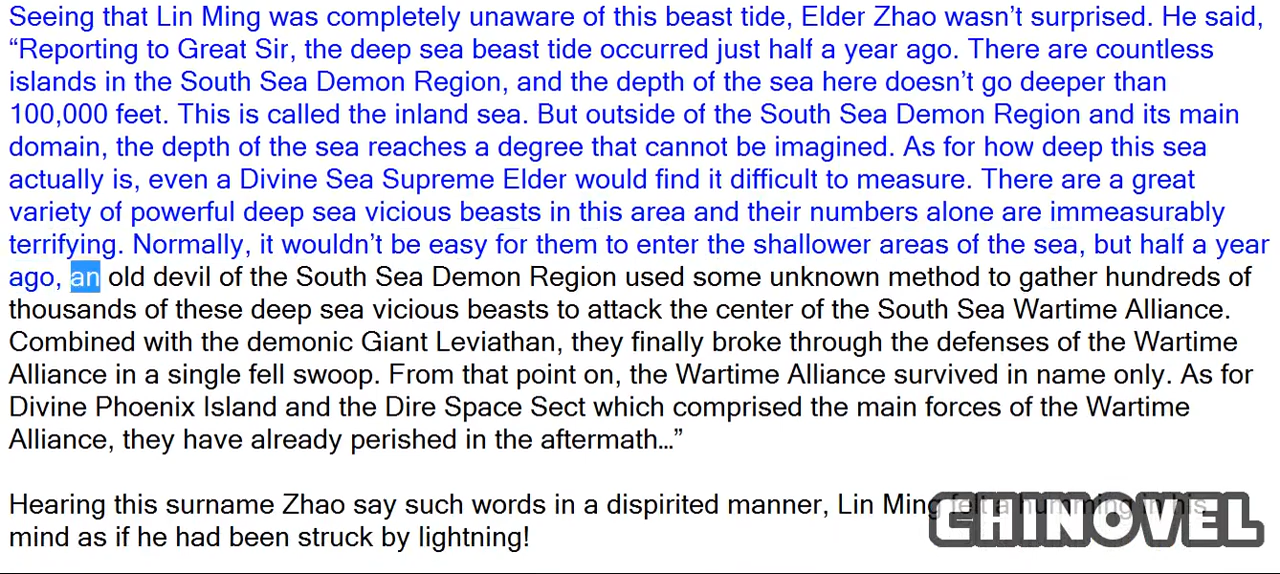 Seeing that Lin Ming was completely unaware of this beast tide, Elder Zhao wasn’t surprised. He said,
“Reporting to Great Sir, the deep sea beast tide occurred just half a year ago. There are countless
islands in the South Sea Demon Region, and the depth of the sea here doesn’t go deeper than
100,000 feet. This is called the inland sea. But outside of the South Sea Demon Region and its main
domain, the depth of the sea reaches a degree that cannot be imagined. As for how deep this sea
actually is, even a Divine Sea Supreme Elder would find it difficult to measure. There are a great
variety of powerful deep sea vicious beasts in this area and their numbers alone are immeasurably
terrifying. Normally, it wouldn’t be easy for them to enter the shallower areas of the sea, but half a year
ago, an old devil of the South Sea Demon Region used some unknown method to gather hundreds of
thousands of these deep sea vicious beasts to attack the center of the South Sea Wartime Alliance.
Combined with the demonic Giant Leviathan, they finally broke through the defenses of the Wartime
Alliance in a single fell swoop. From that point on, the Wartime Alliance survived in name only. As for
Divine Phoenix Island and the Dire Space Sect which comprised the main forces of the Wartime
Alliance, they have already perished in the aftermath…”
Hearing this surname Zhao say such words in a dispirited manner, Lin Ming felt a humming in his
mind as if he had been struck by lightning!
CHINOVEL